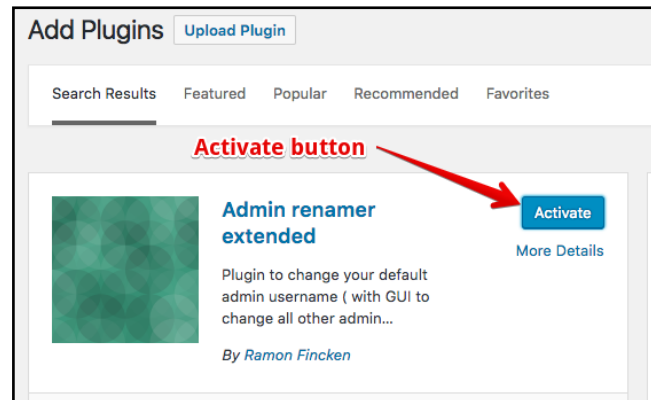 Add Plugins Upload Plugin
Search Results Featured Popular Recommended Favorites
Activate button
Admin renamer
extended
Activate
More Details
Plugin to change your default
admin username ( with GUI to
change all other admin...
By Ramon Fincken